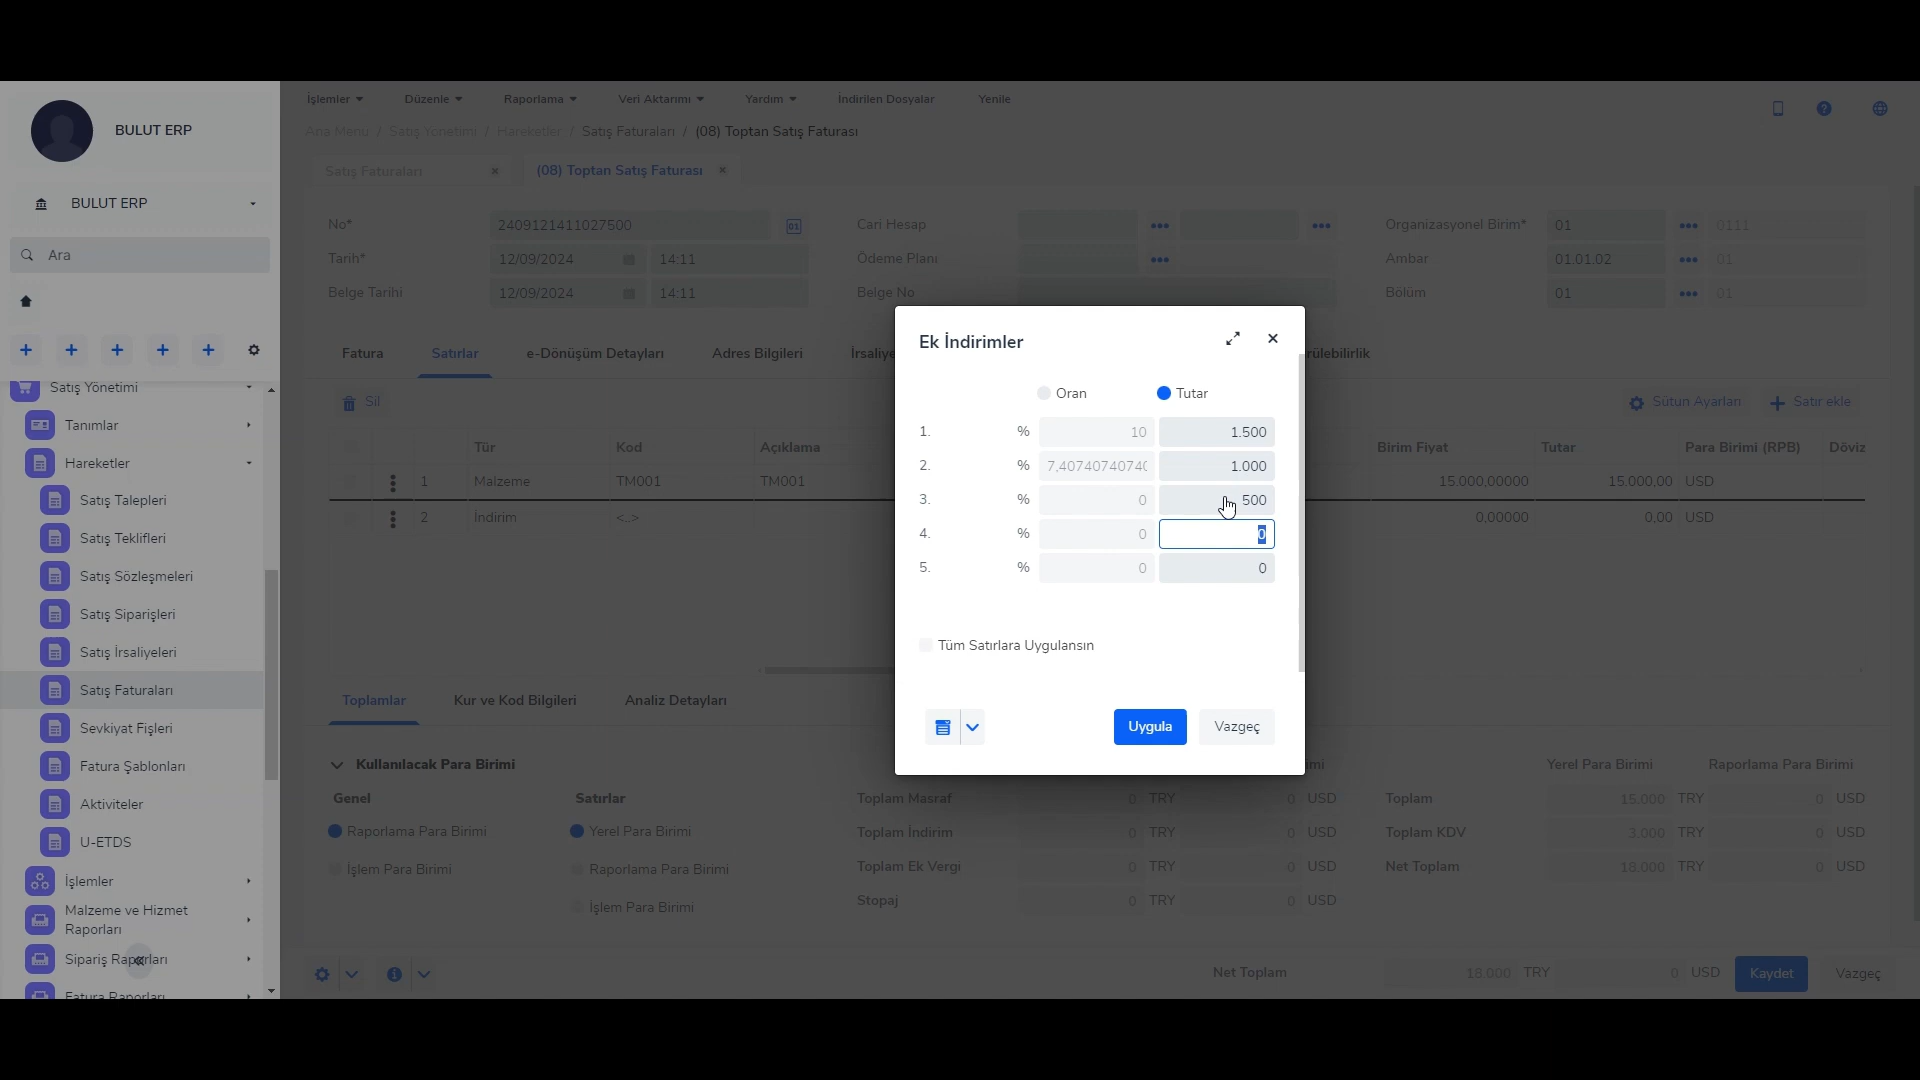 BULUT ERP
BULUT ERP
Ara
Satış Yönetimi
Tanımlar
Hareketler
Satış Talepleri
Satış Teklifleri
Satış Sözleşmeleri
Satış Siparişleri
Satış İrsaliyeleri
Satış Faturaları
Sevkiyat Fişleri
Fatura Şablonları
Aktiviteler
U-ETDS
İşlemler
Malzeme ve Hizmet
Raporları
Sipariş Raporları
Fatura Raporları
İşlemler Düzenle Raporlama Veri Aktarımı Yardım İndirilen Dosyalar Yenile
Ana Menü / Satış Yönetimi / Hareketler / Satış Faturaları / (08) Toptan Satış Faturası
Satış Faturaları (08) Toptan Satış Faturası
No* 2409121411027500 Cari Hesap Organizasyonel Birim* 01 0111
Tarih* 12/09/2024 14:11 Ödeme Planı Ambar 01.01.02 01
Belge Tarihi 12/09/2024 14:11 Belge No Bölüm 01 01
Fatura Satırlar e-Dönüşüm Detayları Adres Bilgileri İrsaliye rülebilirlik
Sil Sütun Ayarları Satır ekle
Tür Kod Açıklama Birim Fiyat Tutar Para Birimi (RPB) Döviz
1 Malzeme TM001 TM001 15.000,00000 15.000,00 USD
2 İndirim <..> 0,00000 0,00 USD
Ek İndirimler
Oran Tutar
1. % 10 1.500
2. % 7,4074074074 1.000
3. % 0 500
4. % 0 0
5. % 0 0
Tüm Satırlara Uygulansın
Uygula Vazgeç
Toplamlar Kur ve Kod Bilgileri Analiz Detayları
Kullanılacak Para Birimi imi Yerel Para Birimi Raporlama Para Birimi
Genel Satırlar Toplam Masraf 0 TRY 0 USD Toplam 15.000 TRY 0 USD
Raporlama Para Birimi Yerel Para Birimi Toplam İndirim 0 TRY 0 USD Toplam KDV 3.000 TRY 0 USD
İşlem Para Birimi Raporlama Para Birimi Toplam Ek Vergi 0 TRY 0 USD Net Toplam 18.000 TRY 0 USD
İşlem Para Birimi Stopaj 0 TRY 0 USD
Net Toplam 18.000 TRY 0 USD Kaydet Vazgeç